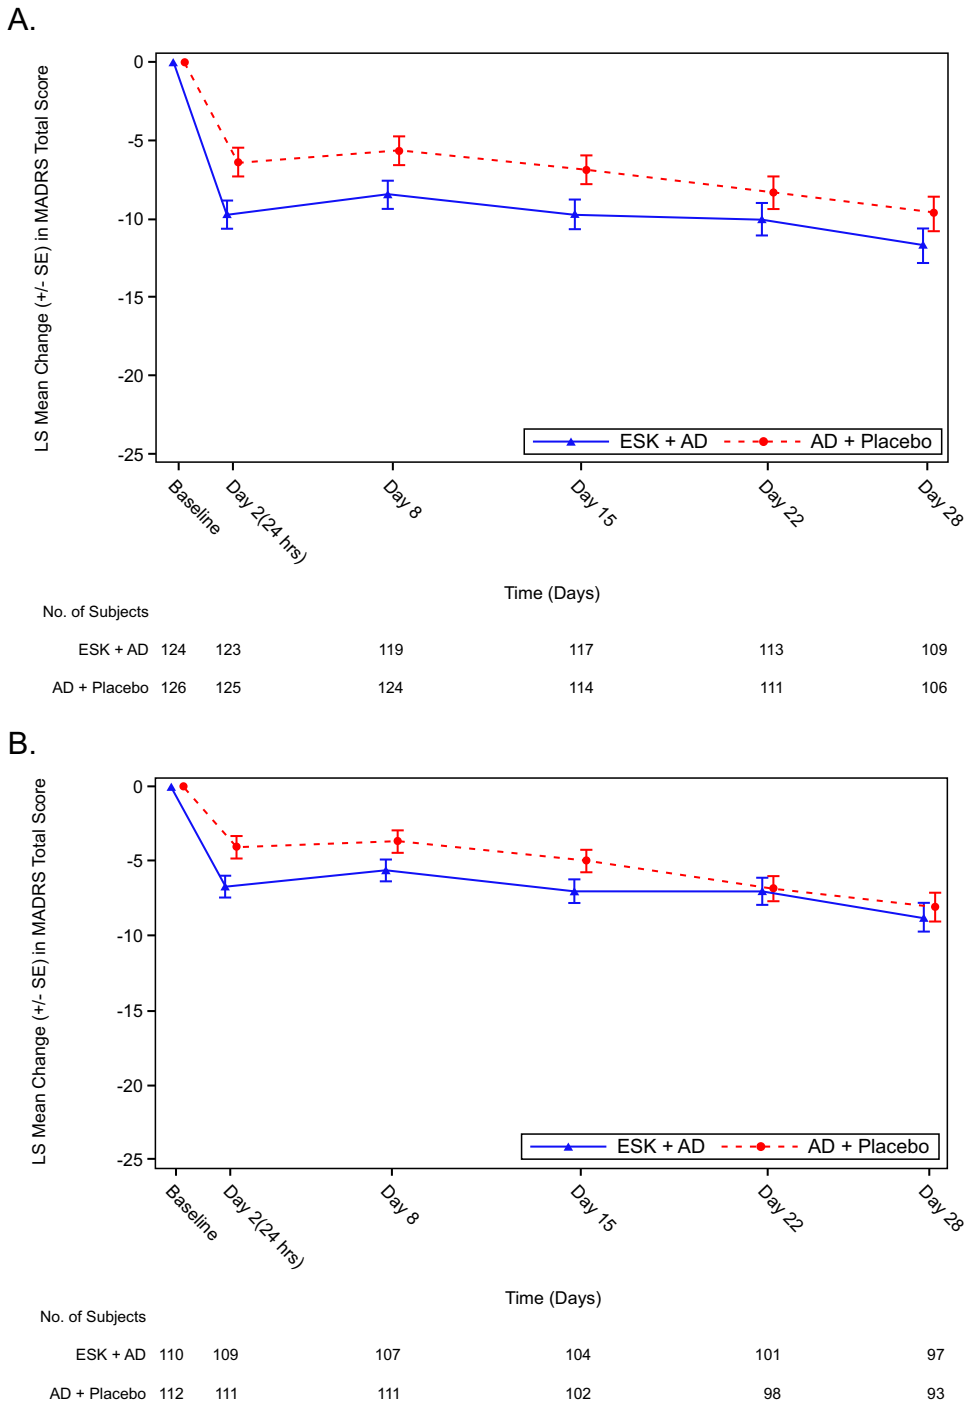 A.
LS Mean Change (+/- SE) in MADRS Total Score
0
-5
-10
-15
-20
-25
ESK + AD AD + Placebo
Baseline Day 2(24 hrs) Day 8 Day 15 Day 22 Day 28
Time (Days)
No. of Subjects
ESK + AD 124 123 119 117 113 109
AD + Placebo 126 125 124 114 111 106
B.
LS Mean Change (+/- SE) in MADRS Total Score
0
-5
-10
-15
-20
-25
ESK + AD AD + Placebo
Baseline Day 2(24 hrs) Day 8 Day 15 Day 22 Day 28
Time (Days)
No. of Subjects
ESK + AD 110 109 107 104 101 97
AD + Placebo 112 111 111 102 98 93